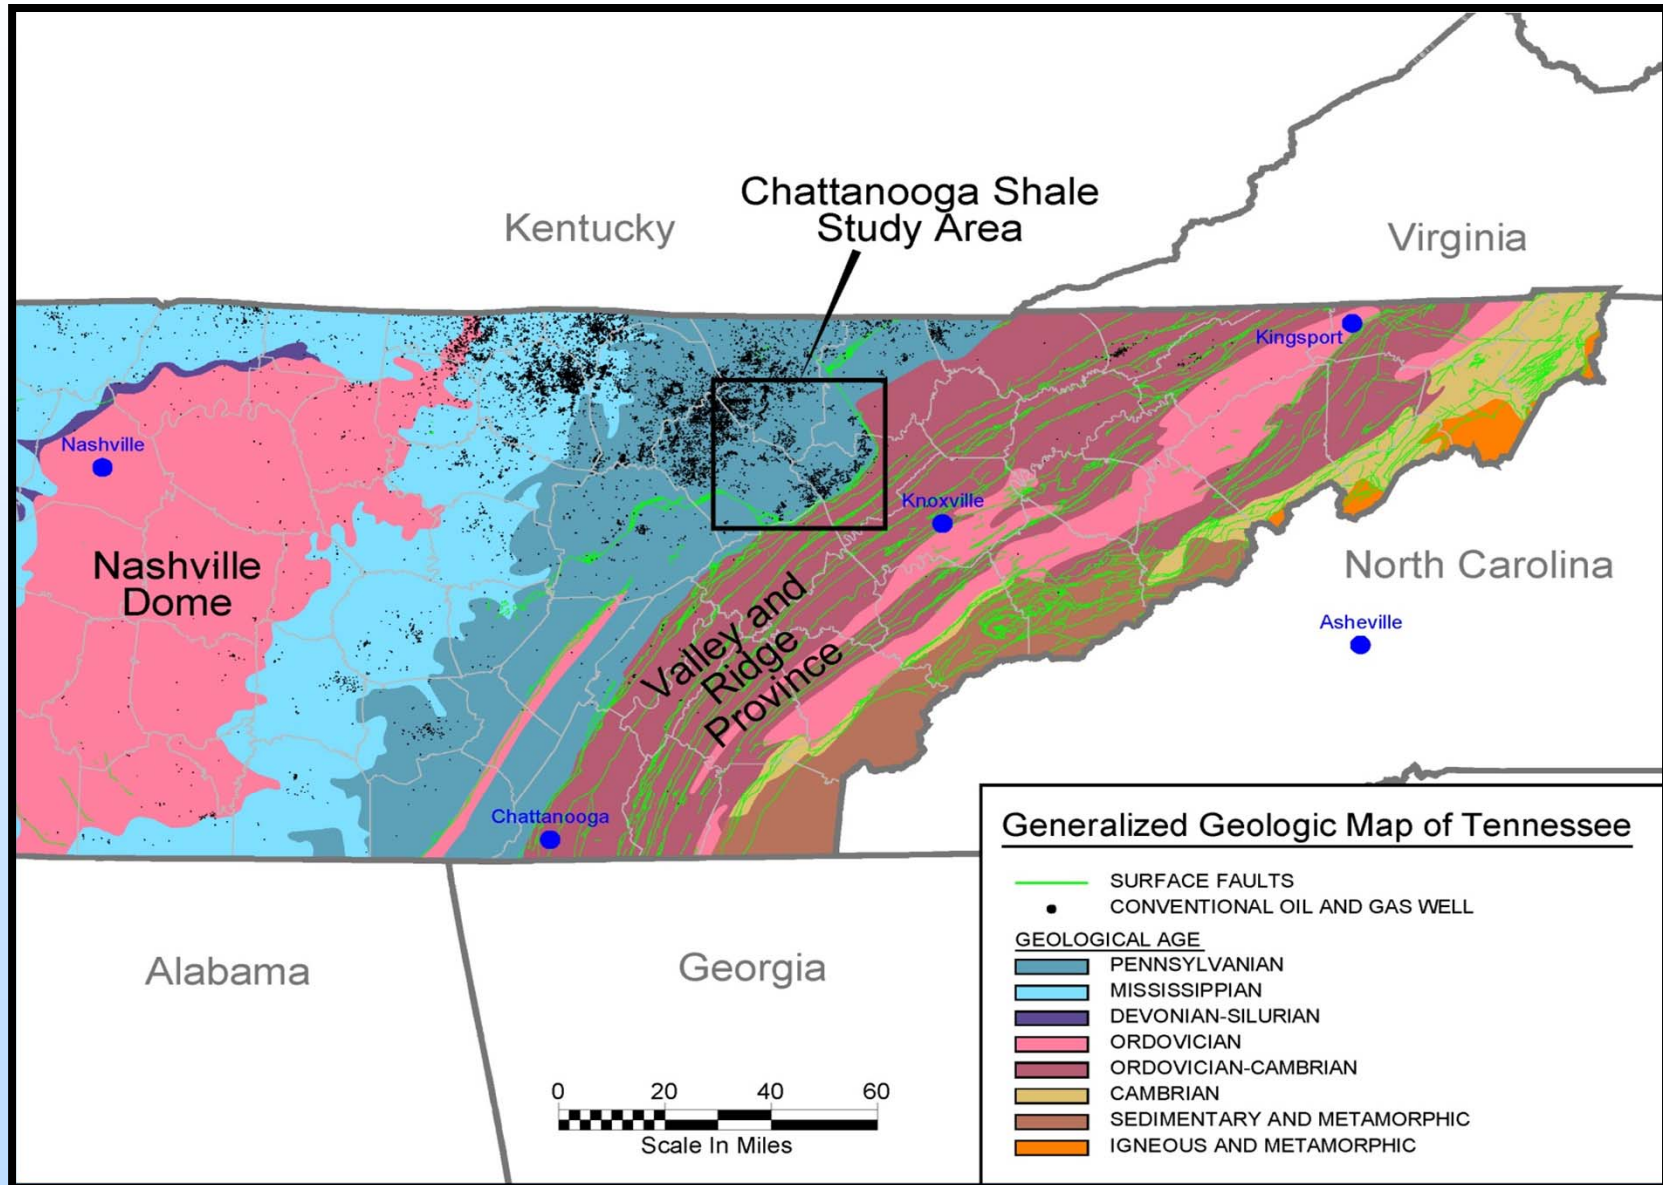 Chattanooga Shale
Study Area
Kentucky
Virginia
Kingsport
Nashville
Knoxville
Nashville
Dome
North Carolina
Valley and
Ridge
Province
Asheville
Chattanooga
Alabama
Georgia
0 20 40 60
Scale In Miles
Generalized Geologic Map of Tennessee
SURFACE FAULTS
CONVENTIONAL OIL AND GAS WELL
GEOLOGICAL AGE
PENNSYLVANIAN
MISSISSIPPIAN
DEVONIAN-SILURIAN
ORDOVICIAN
ORDOVICIAN-CAMBRIAN
CAMBRIAN
SEDIMENTARY AND METAMORPHIC
IGNEOUS AND METAMORPHIC